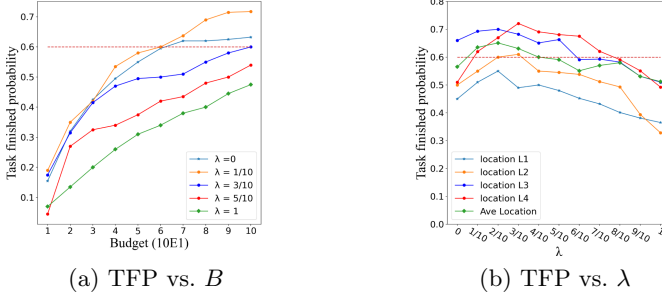 Task finished probability
0.7
0.6
0.5
0.4
0.3
0.2
0.1
1 2 3 4 5 6 7 8 9 10
Budget (10E1)
λ =0
λ = 1/10
λ = 3/10
λ = 5/10
λ = 1
(a) TFP vs. B
Task finished probability
0.8
0.7
0.6
0.5
0.4
0.3
0.2
0.1
0.0
0 1/10 2/10 3/10 4/10 5/10 6/10 7/10 8/10 9/10 1
λ
location L1
location L2
location L3
location L4
Ave Location
(b) TFP vs. λ